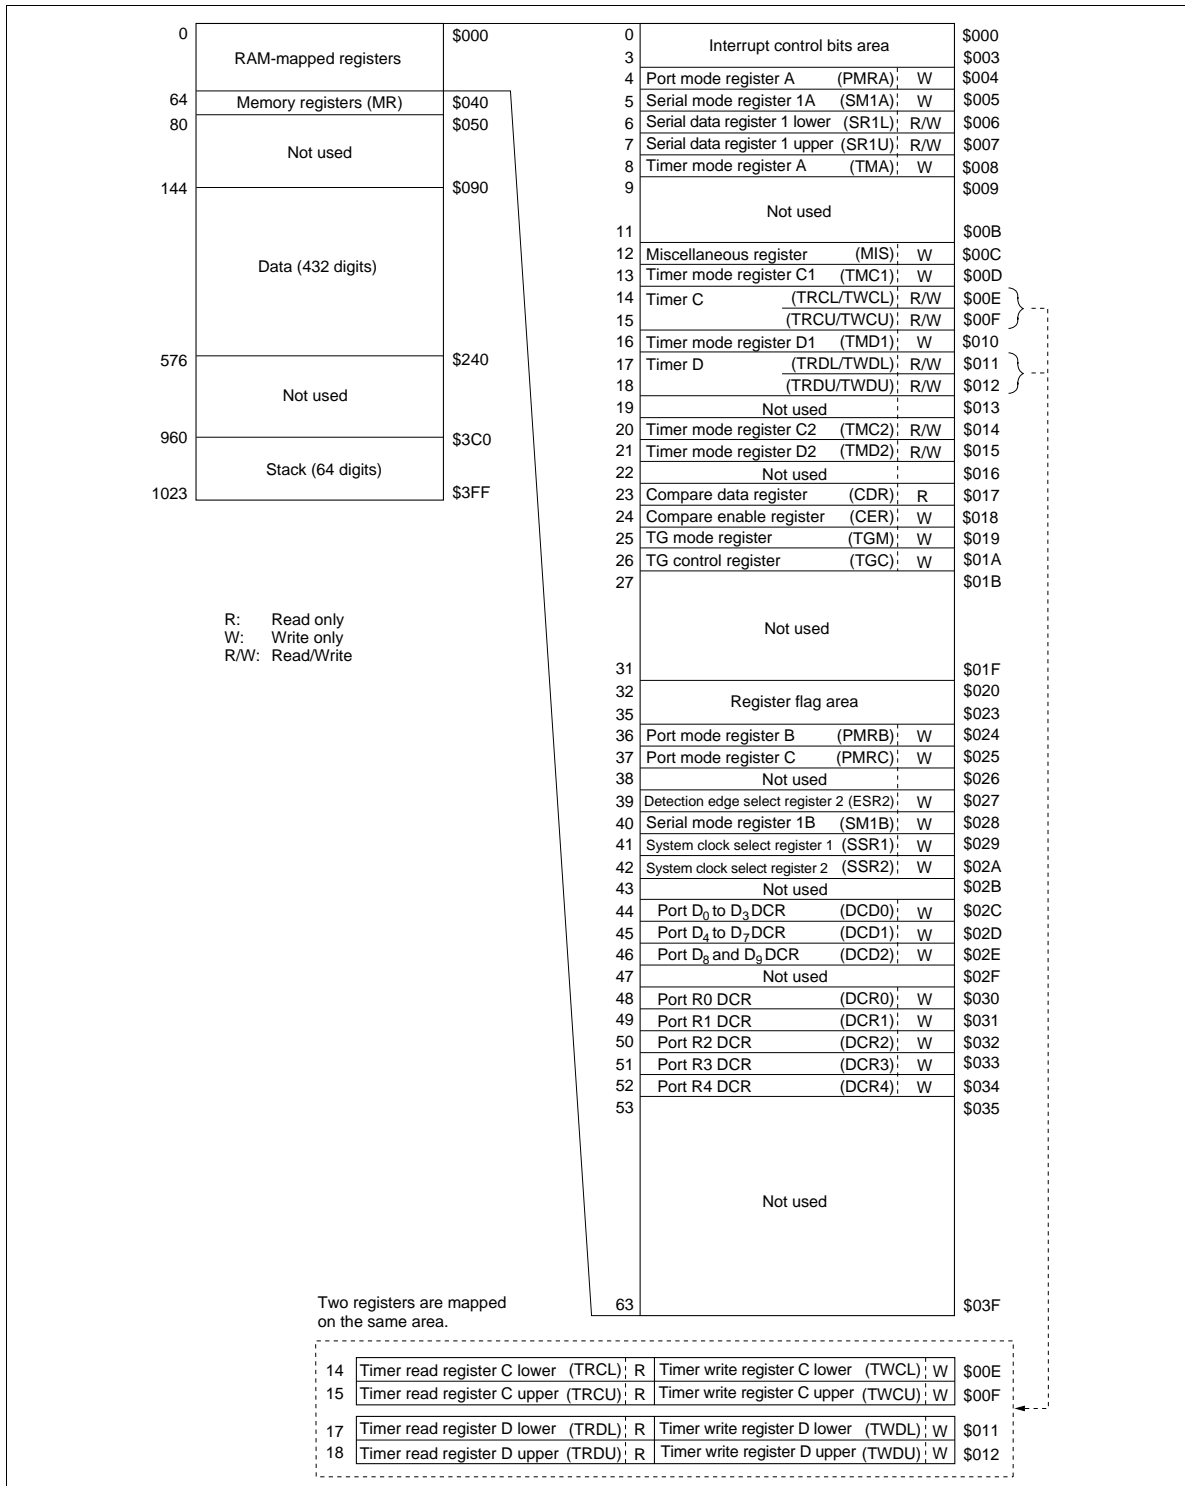 0 RAM-mapped registers $000
64 Memory registers (MR) $040
80 Not used $050
144 Data (432 digits) $090
576 Not used $240
960 Stack (64 digits) $3C0
1023 $3FF
R: Read only
W: Write only
R/W: Read/Write
0 Interrupt control bits area $000
3 $003
4 Port mode register A (PMRA) W $004
5 Serial mode register 1A (SM1A) W $005
6 Serial data register 1 lower (SR1L) R/W $006
7 Serial data register 1 upper (SR1U) R/W $007
8 Timer mode register A (TMA) W $008
9 $009
Not used
11 $00B
12 Miscellaneous register (MIS) W $00C
13 Timer mode register C1 (TMC1) W $00D
14 Timer C (TRCL/TWCL) R/W $00E
15 (TRCU/TWCU) R/W $00F
16 Timer mode register D1 (TMD1) W $010
17 Timer D (TRDL/TWDL) R/W $011
18 (TRDU/TWDU) R/W $012
19 Not used $013
20 Timer mode register C2 (TMC2) R/W $014
21 Timer mode register D2 (TMD2) R/W $015
22 Not used $016
23 Compare data register (CDR) R $017
24 Compare enable register (CER) W $018
25 TG mode register (TGM) W $019
26 TG control register (TGC) W $01A
27 $01B
Not used
31 $01F
32 Register flag area $020
35 $023
36 Port mode register B (PMRB) W $024
37 Port mode register C (PMRC) W $025
38 Not used $026
39 Detection edge select register 2 (ESR2) W $027
40 Serial mode register 1B (SM1B) W $028
41 System clock select register 1 (SSR1) W $029
42 System clock select register 2 (SSR2) W $02A
43 Not used $02B
44 Port D0 to D3 DCR (DCD0) W $02C
45 Port D4 to D7 DCR (DCD1) W $02D
46 Port D8 and D9 DCR (DCD2) W $02E
47 Not used $02F
48 Port R0 DCR (DCR0) W $030
49 Port R1 DCR (DCR1) W $031
50 Port R2 DCR (DCR2) W $032
51 Port R3 DCR (DCR3) W $033
52 Port R4 DCR (DCR4) W $034
53 $035
Not used
63 $03F
Two registers are mapped
on the same area.
14 Timer read register C lower (TRCL) R Timer write register C lower (TWCL) W $00E
15 Timer read register C upper (TRCU) R Timer write register C upper (TWCU) W $00F
17 Timer read register D lower (TRDL) R Timer write register D lower (TWDL) W $011
18 Timer read register D upper (TRDU) R Timer write register D upper (TWDU) W $012